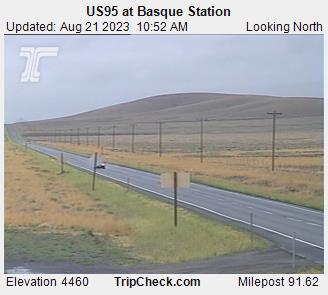 US95 at Basque Station
Updated: Aug 21 2023 10:52 AM Looking North
Elevation 4460 TripCheck.com Milepost 91.62